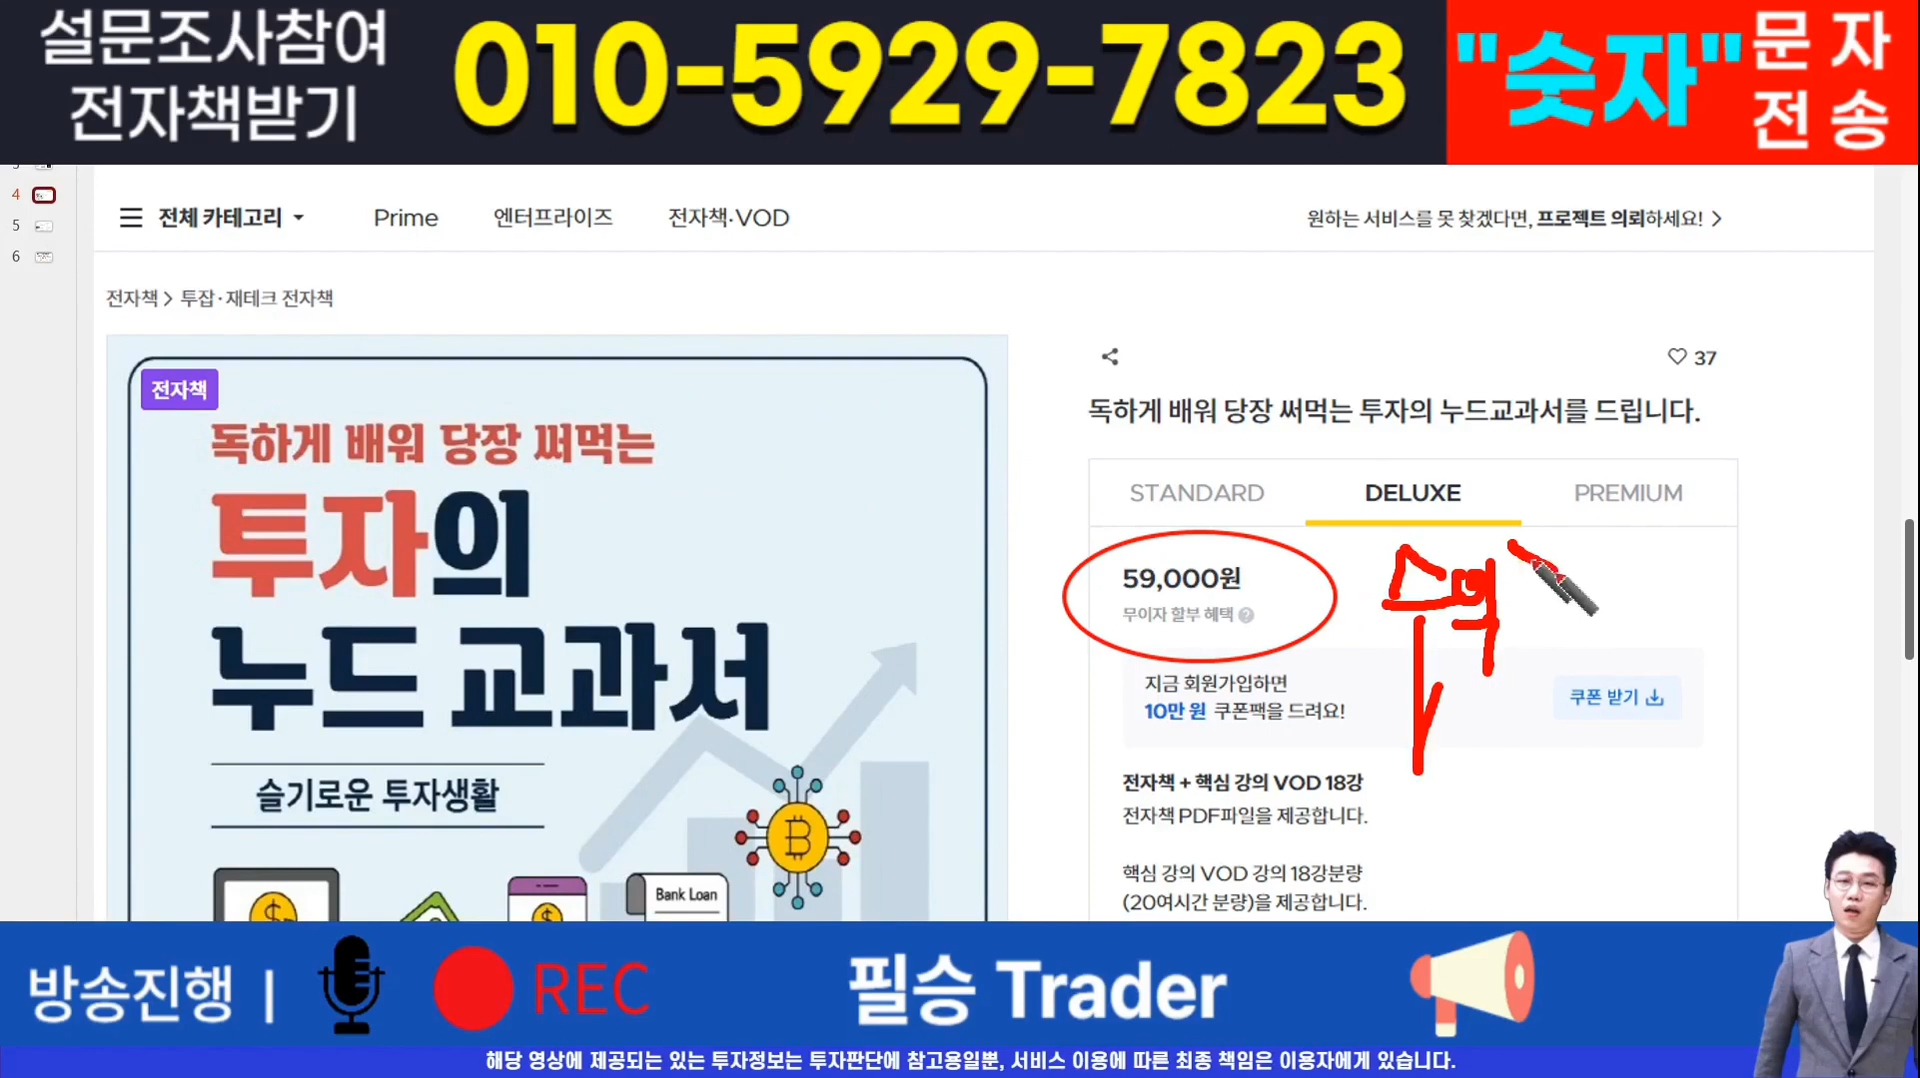 설문조사참여
전자책받기
010-5929-7823
"숫자"
문 자
전 송
4
5
6
전체 카테고리
Prime
엔터프라이즈
전자책·VOD
원하는 서비스를 못 찾겠다면, 프로젝트 의뢰하세요!
전자책 > 투잡·재테크 전자책
전자책
독하게 배워 당장 써먹는
투자의
누드 교과서
슬기로운 투자생활
Bank Loan
37
독하게 배워 당장 써먹는 투자의 누드교과서를 드립니다.
STANDARD
DELUXE
PREMIUM
59,000원
무이자 할부 혜택
지금 회원가입하면
10만 원 쿠폰팩을 드려요!
쿠폰 받기
전자책 + 핵심 강의 VOD 18강
전자책 PDF파일을 제공합니다.
핵심 강의 VOD 강의 18강분량
(20여시간 분량)을 제공합니다.
방송진행 |
REC
필승 Trader
해당 영상에 제공되는 있는 투자정보는 투자판단에 참고용일뿐, 서비스 이용에 따른 최종 책임은 이용자에게 있습니다.